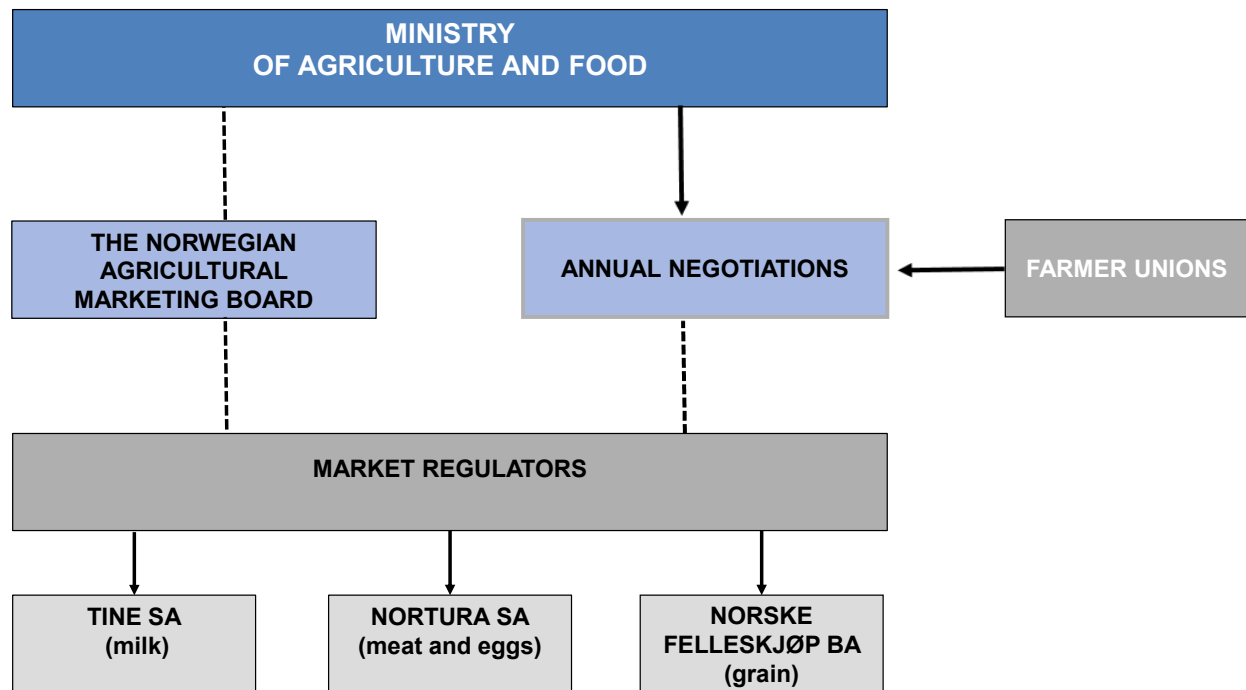 MINISTRY
OF AGRICULTURE AND FOOD
THE NORWEGIAN
AGRICULTURAL
MARKETING BOARD
ANNUAL NEGOTIATIONS
FARMER UNIONS
MARKET REGULATORS
TINE SA
(milk)
NORTURA SA
(meat and eggs)
NORSKE
FELLESKJØP BA
(grain)